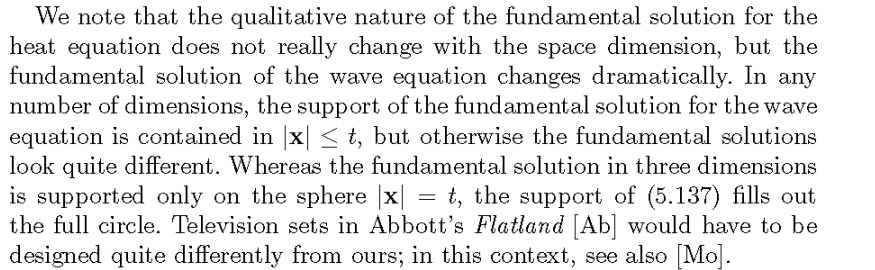 We note that the qualitative nature of the fundamental solution for the
heat equation does not really change with the space dimension, but the
fundamental solution of the wave equation changes dramatically. In any
number of dimensions, the support of the fundamental solution for the wave
equation is contained in |x| ≤ t, but otherwise the fundamental solutions
look quite different. Whereas the fundamental solution in three dimensions
is supported only on the sphere |x| = t, the support of (5.137) fills out
the full circle. Television sets in Abbott's Flatland [Ab] would have to be
designed quite differently from ours; in this context, see also [Mo].